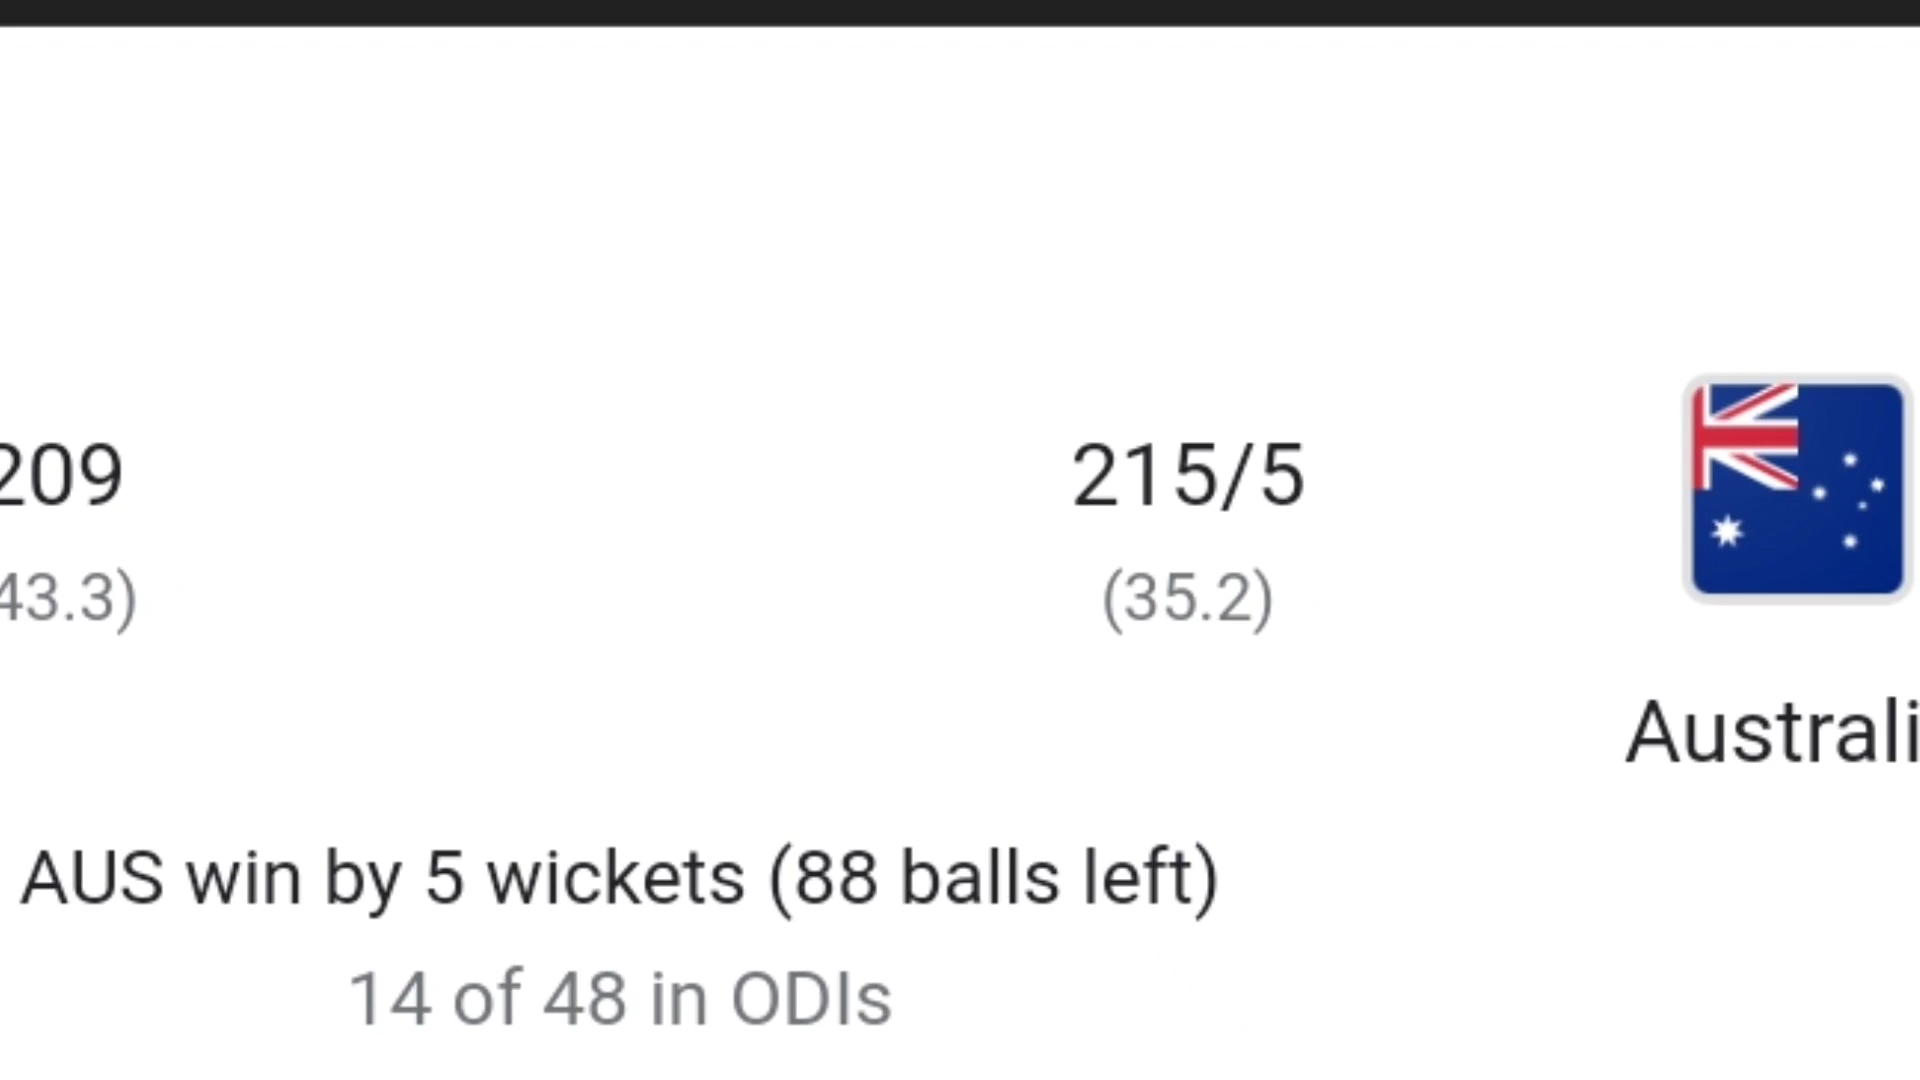 209
215/5
43.3)
(35.2)
Australi
AUS win by 5 wickets (88 balls left)
14 of 48 in ODIs